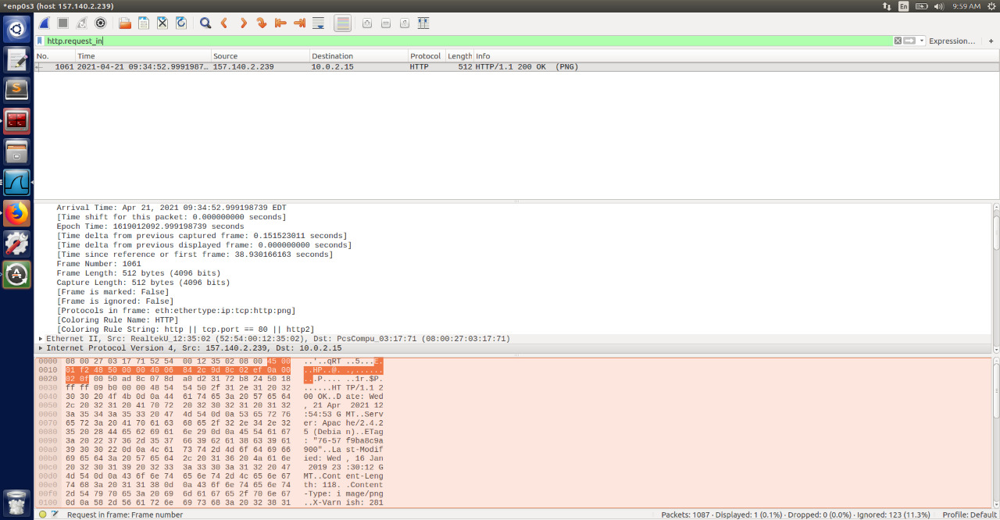 *enp0s3 (host 157.140.2.239)
En
9:59 AM
http.request_in
Expression…
+
No. Time Source Destination Protocol Length Info
1061 2021-04-21 09:34:52.9991987… 157.140.2.239 10.0.2.15 HTTP 512 HTTP/1.1 200 OK (PNG)
Arrival Time: Apr 21, 2021 09:34:52.999198739 EDT
[Time shift for this packet: 0.000000000 seconds]
Epoch Time: 1619012092.999198739 seconds
[Time delta from previous captured frame: 0.151523011 seconds]
[Time delta from previous displayed frame: 0.000000000 seconds]
[Time since reference or first frame: 38.930166163 seconds]
Frame Number: 1061
Frame Length: 512 bytes (4096 bits)
Capture Length: 512 bytes (4096 bits)
[Frame is marked: False]
[Frame is ignored: False]
[Protocols in frame: eth:ethertype:ip:tcp:http:png]
[Coloring Rule Name: HTTP]
[Coloring Rule String: http || tcp.port == 80 || http2]
Ethernet II, Src: RealtekU_12:35:02 (52:54:00:12:35:02), Dst: PcsCompu_03:17:71 (08:00:27:03:17:71)
Internet Protocol Version 4, Src: 157.140.2.239, Dst: 10.0.2.15
0000 08 00 27 03 17 71 52 54 00 12 35 02 08 00 45 00 ..'..qRT ..5...E.
0010 01 f2 48 50 00 00 40 06 84 2c 9d 8c 02 ef 0a 00 ..HP..@. .,......
0020 02 0f 00 50 ad 8c 07 8d a0 d2 31 72 b8 24 50 18 ...P.... ..1r.$P.
0030 ff ff 09 b0 00 00 48 54 54 50 2f 31 2e 31 20 32 ......HT TP/1.1 2
0040 30 30 20 4f 4b 0d 0a 44 61 74 65 3a 20 57 65 64 00 OK..D ate: Wed
0050 2c 20 32 31 20 41 70 72 20 32 30 32 31 20 31 32 , 21 Apr 2021 12
0060 3a 35 34 3a 35 33 20 47 4d 54 0d 0a 53 65 72 76 :54:53 G MT..Serv
0070 65 72 3a 20 41 70 61 63 68 65 2f 32 2e 34 2e 32 er: Apac he/2.4.2
0080 35 20 28 44 65 62 69 61 6e 29 0d 0a 45 54 61 67 5 (Debia n)..ETag
0090 3a 20 22 37 36 2d 35 37 66 39 62 61 38 63 39 61 : "76-57 f9ba8c9a
00a0 39 30 30 22 0d 0a 4c 61 73 74 2d 4d 6f 64 69 66 900"..La st-Modif
00b0 69 65 64 3a 20 57 65 64 2c 20 31 36 20 4a 61 6e ied: Wed , 16 Jan
00c0 20 32 30 31 39 20 32 33 3a 33 30 3a 31 32 20 47 2019 23 :30:12 G
00d0 4d 54 0d 0a 43 6f 6e 74 65 6e 74 2d 4c 65 6e 67 MT..Cont ent-Leng
00e0 74 68 3a 20 31 31 38 0d 0a 43 6f 6e 74 65 6e 74 th: 118. .Content
00f0 2d 54 79 70 65 3a 20 69 6d 61 67 65 2f 70 6e 67 -Type: i mage/png
0100 0d 0a 58 2d 56 61 72 6e 69 73 68 3a 20 32 38 31 ..X-Varn ish: 281
Request in frame: Frame number
Packets: 1087 · Displayed: 1 (0.1%) · Dropped: 0 (0.0%) · Ignored: 123 (11.3%)
Profile: Default